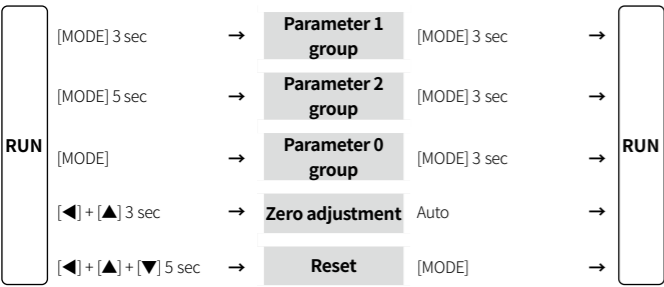 [MODE] 3 sec → Parameter 1 group [MODE] 3 sec →
[MODE] 5 sec → Parameter 2 group [MODE] 3 sec →
RUN [MODE] → Parameter 0 group [MODE] 3 sec → RUN
[◀] + [▲] 3 sec → Zero adjustment Auto →
[◀] + [▲] + [▼] 5 sec → Reset [MODE] →